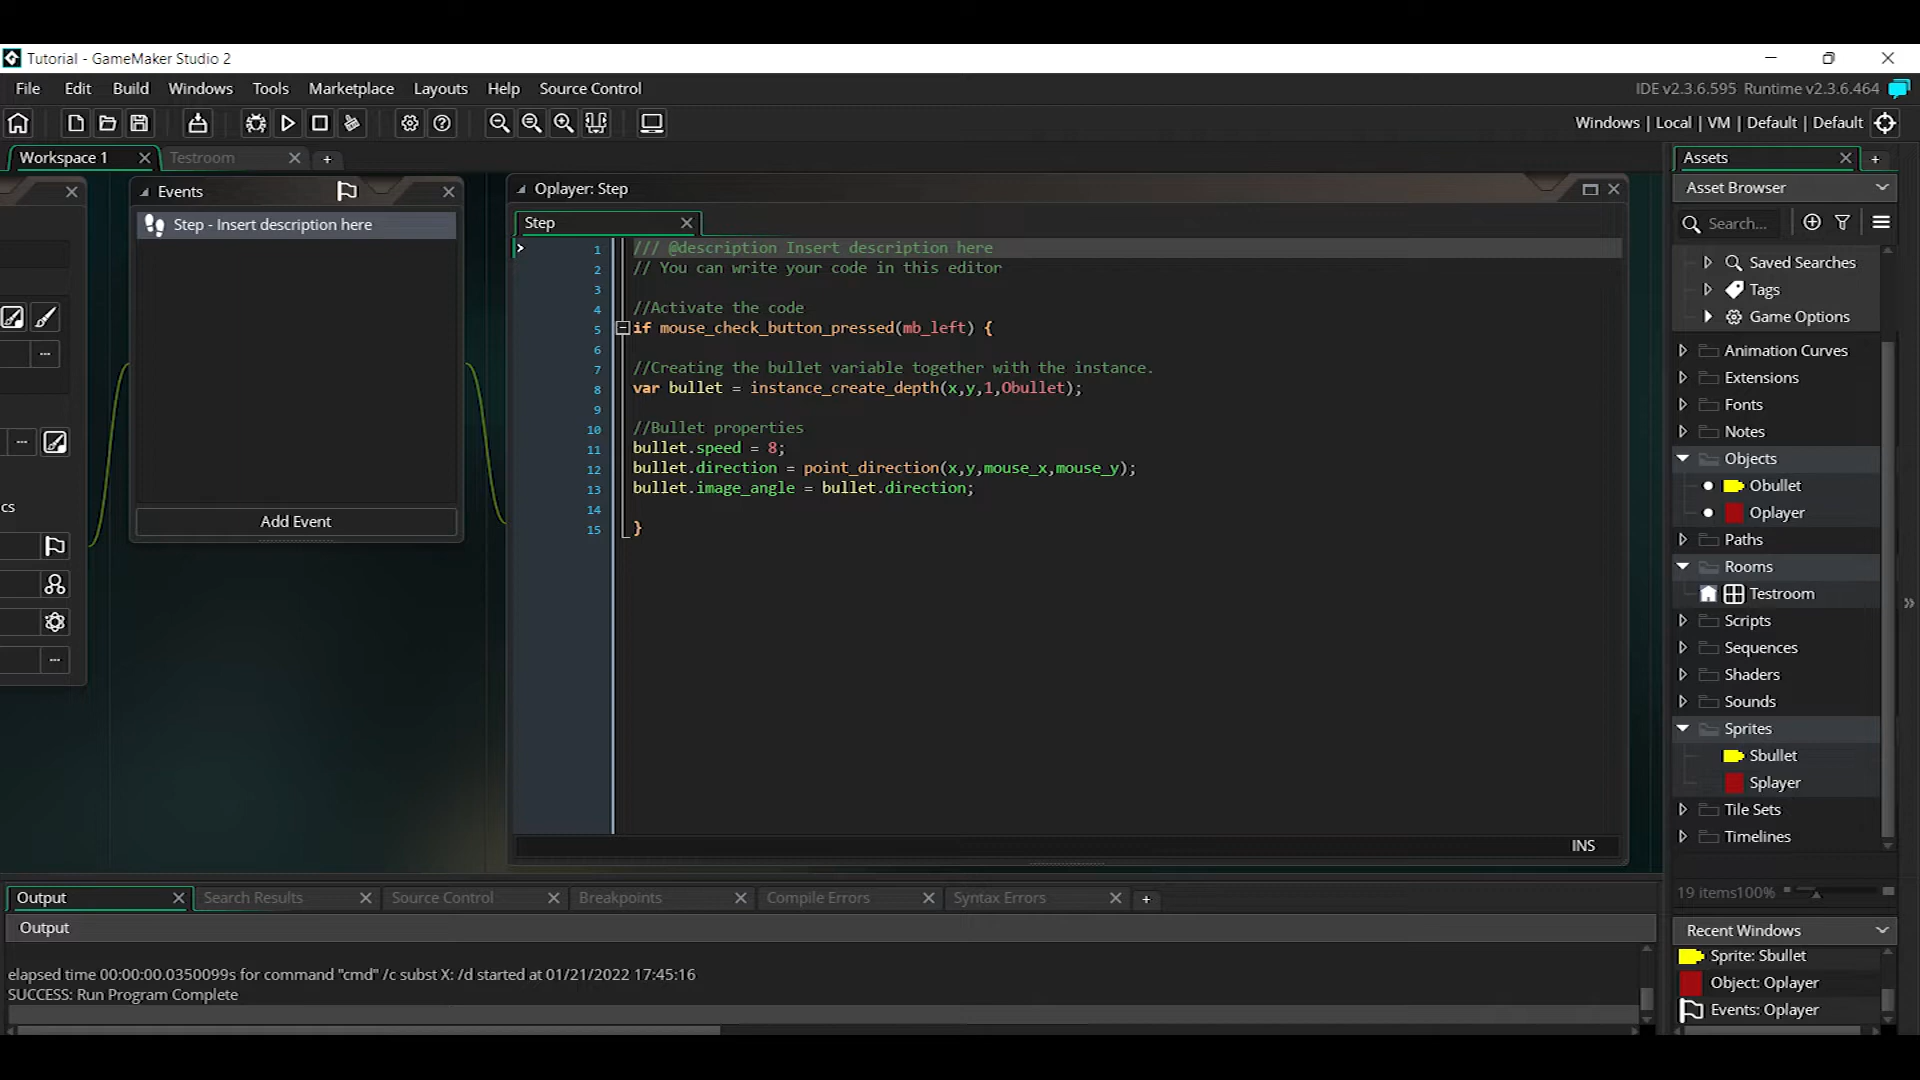 Tutorial - GameMaker Studio 2
File Edit Build Windows Tools Marketplace Layouts Help Source Control
IDE v2.3.6.595 Runtime v2.3.6.464
Windows | Local | VM | Default | Default
Workspace 1
Testroom
Events
Step - Insert description here
Add Event
cs
Oplayer: Step
Step
1 /// @description Insert description here
2 // You can write your code in this editor
3
4 //Activate the code
5 if mouse_check_button_pressed(mb_left) {
6
7 //Creating the bullet variable together with the instance.
8 var bullet = instance_create_depth(x,y,1,Obullet);
9
10 //Bullet properties
11 bullet.speed = 8;
12 bullet.direction = point_direction(x,y,mouse_x,mouse_y);
13 bullet.image_angle = bullet.direction;
14
15 }
INS
Assets
Asset Browser
Search...
Saved Searches
Tags
Game Options
Animation Curves
Extensions
Fonts
Notes
Objects
Obullet
Oplayer
Paths
Rooms
Testroom
Scripts
Sequences
Shaders
Sounds
Sprites
Sbullet
Splayer
Tile Sets
Timelines
19 items 100%
Recent Windows
Sprite: Sbullet
Object: Oplayer
Events: Oplayer
Output Search Results Source Control Breakpoints Compile Errors Syntax Errors
Output
elapsed time 00:00:00.0350099s for command "cmd" /c subst X: /d started at 01/21/2022 17:45:16
SUCCESS: Run Program Complete